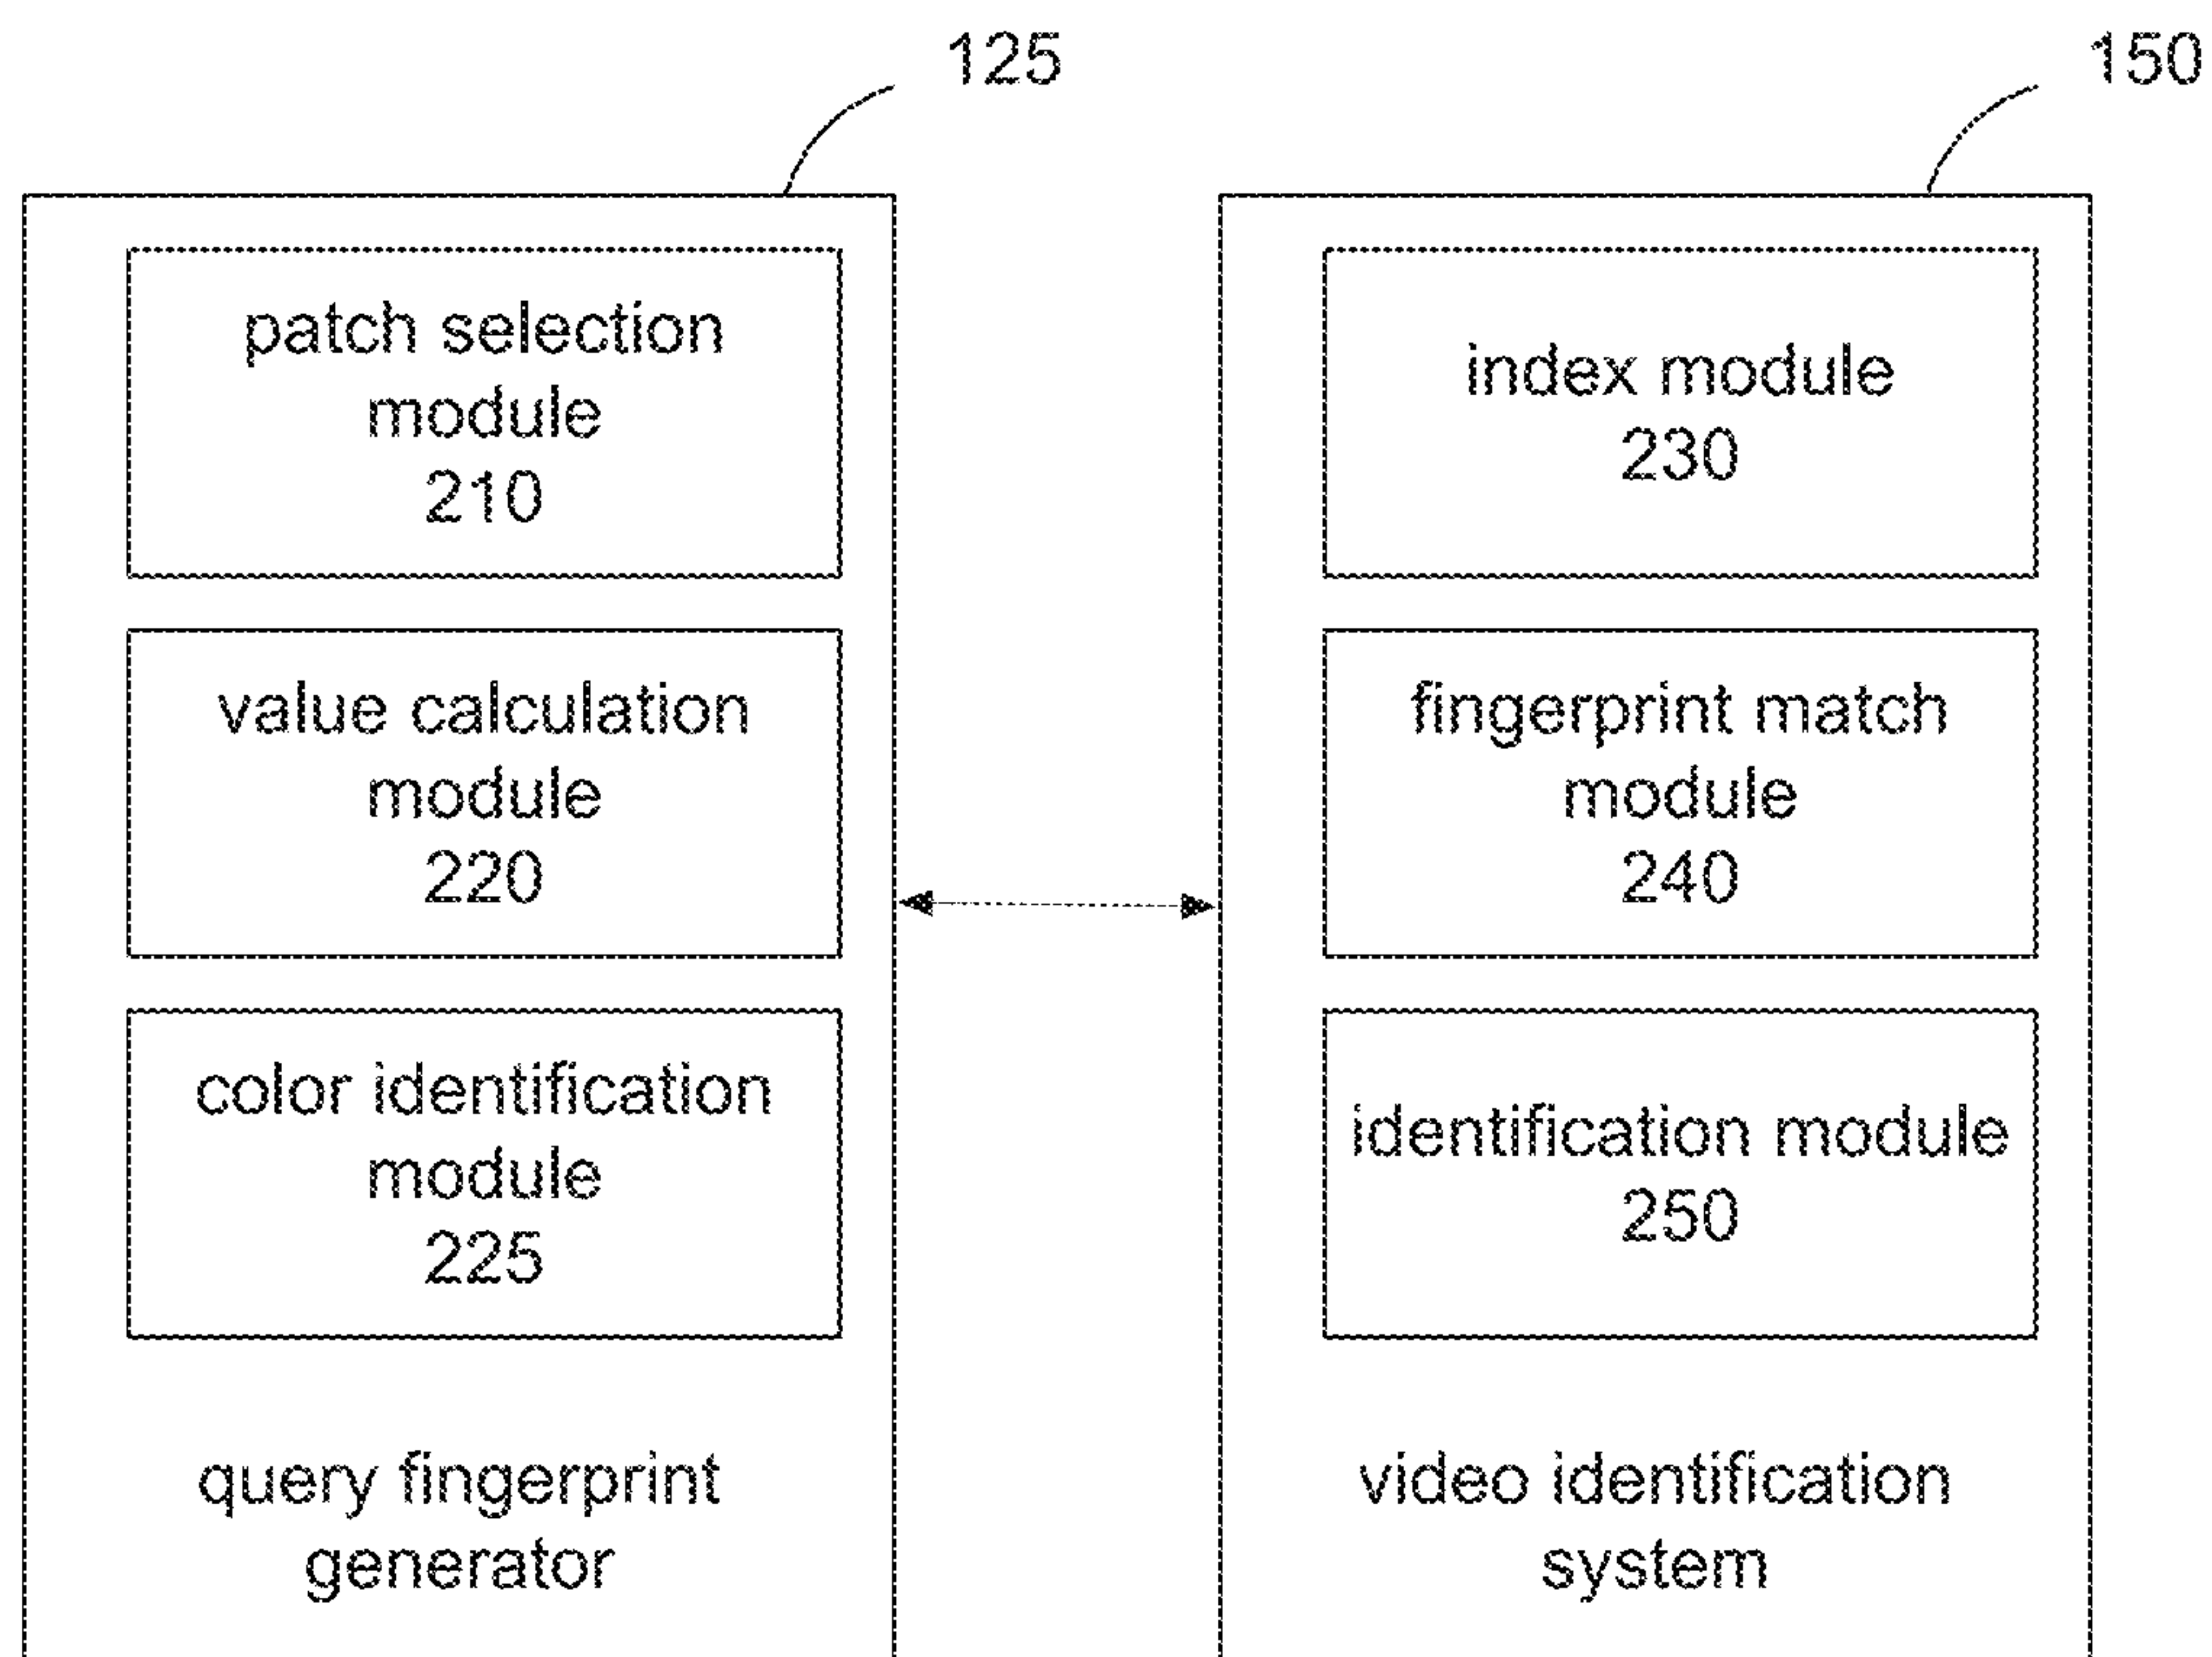 125
patch selection
module
210
value calculation
module
220
color identification
module
225
query fingerprint
generator
150
index module
230
fingerprint match
module
240
identification module
250
video identification
system